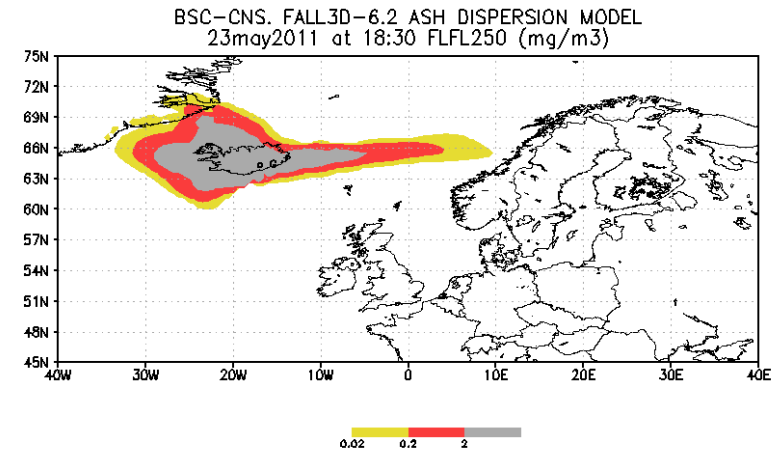 BSC-CNS. FALL3D-6.2 ASH DISPERSION MODEL
23may2011 at 18:30 FLFL250 (mg/m3)
75N
72N
69N
66N
63N
60N
57N
54N
51N
48N
45N
40W 30W 20W 10W 0 10E 20E 30E 40E
0.02 0.2 2